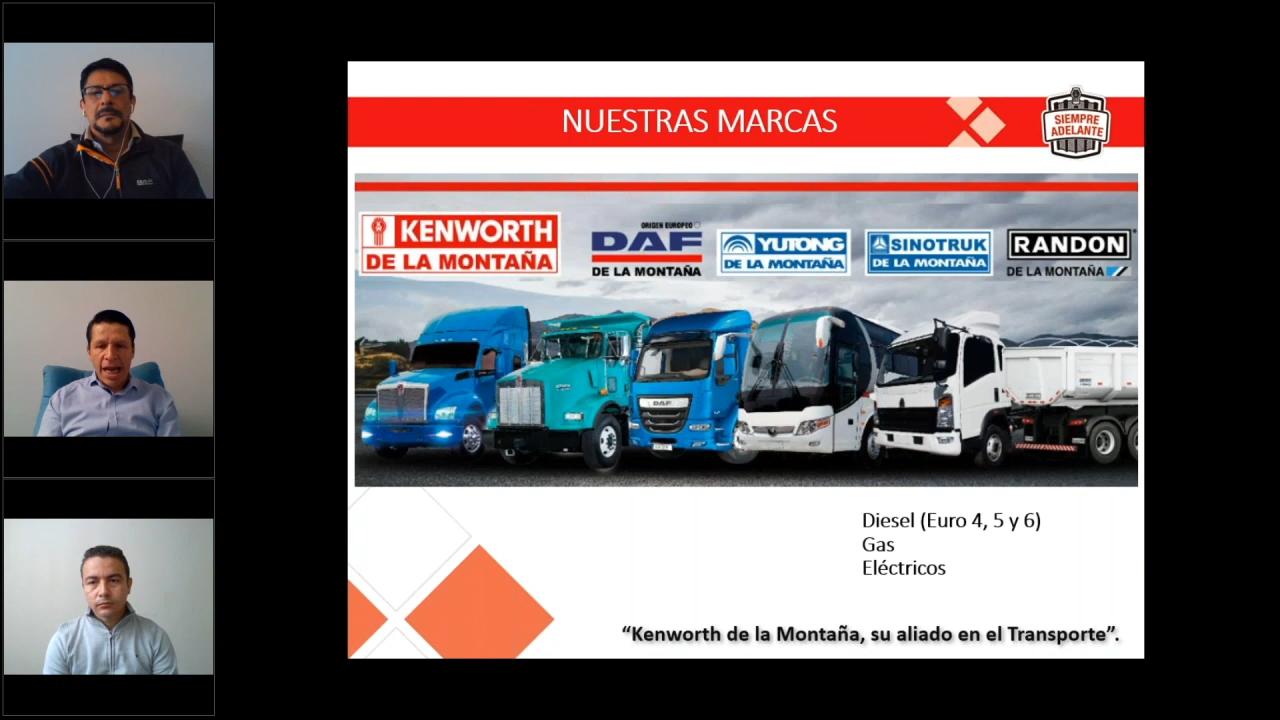 NUESTRAS MARCAS
SIEMPRE
ADELANTE
KENWORTH
DE LA MONTAÑA
ORIGEN EUROPEO
DAF
DE LA MONTAÑA
YUTONG
DE LA MONTAÑA
SINOTRUK
DE LA MONTAÑA
RANDON
DE LA MONTAÑA
DAF
Diesel (Euro 4, 5 y 6)
Gas
Eléctricos
“Kenworth de la Montaña, su aliado en el Transporte”.